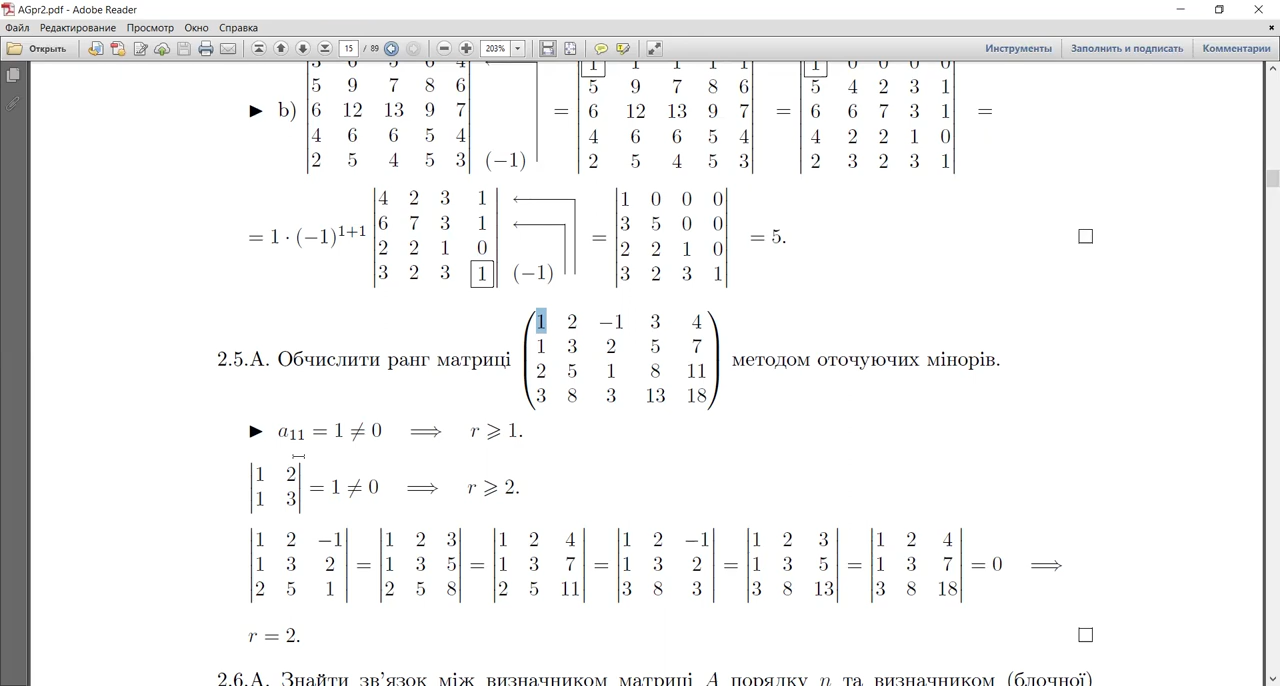 AGpr2.pdf - Adobe Reader
Файл Редактирование Просмотр Окно Справка
Открыть 15 / 89 203% Инструменты Заполнить и подписать Комментарии
1 1 1 1 1 1 0 0 0 0
5 9 7 8 6 5 9 7 8 6 5 4 2 3 1
► b) 6 12 13 9 7 = 6 12 13 9 7 = 6 6 7 3 1 =
4 6 6 5 4 4 6 6 5 4 4 2 2 1 0
2 5 4 5 3 (−1) 2 5 4 5 3 2 3 2 3 1
4 2 3 1 1 0 0 0
6 7 3 1 3 5 0 0
= 1 · (−1)¹⁺¹ = = 5. □
2 2 1 0 2 2 1 0
3 2 3 1 (−1) 3 2 3 1
1 2 −1 3 4
1 3 2 5 7
2.5.A. Обчислити ранг матриці методом оточуючих мінорів.
2 5 1 8 11
3 8 3 13 18
► a₁₁ = 1 ≠ 0 ⟹ r ⩾ 1.
1 2
= 1 ≠ 0 ⟹ r ⩾ 2.
1 3
1 2 −1 1 2 3 1 2 4 1 2 −1 1 2 3 1 2 4
1 3 2 = 1 3 5 = 1 3 7 = 1 3 2 = 1 3 5 = 1 3 7 = 0 ⟹
2 5 1 2 5 8 2 5 11 3 8 3 3 8 13 3 8 18
r = 2. □
2.6.A. Знайти зв'язок між визначником матриці A порядку n та визначником (блочної)